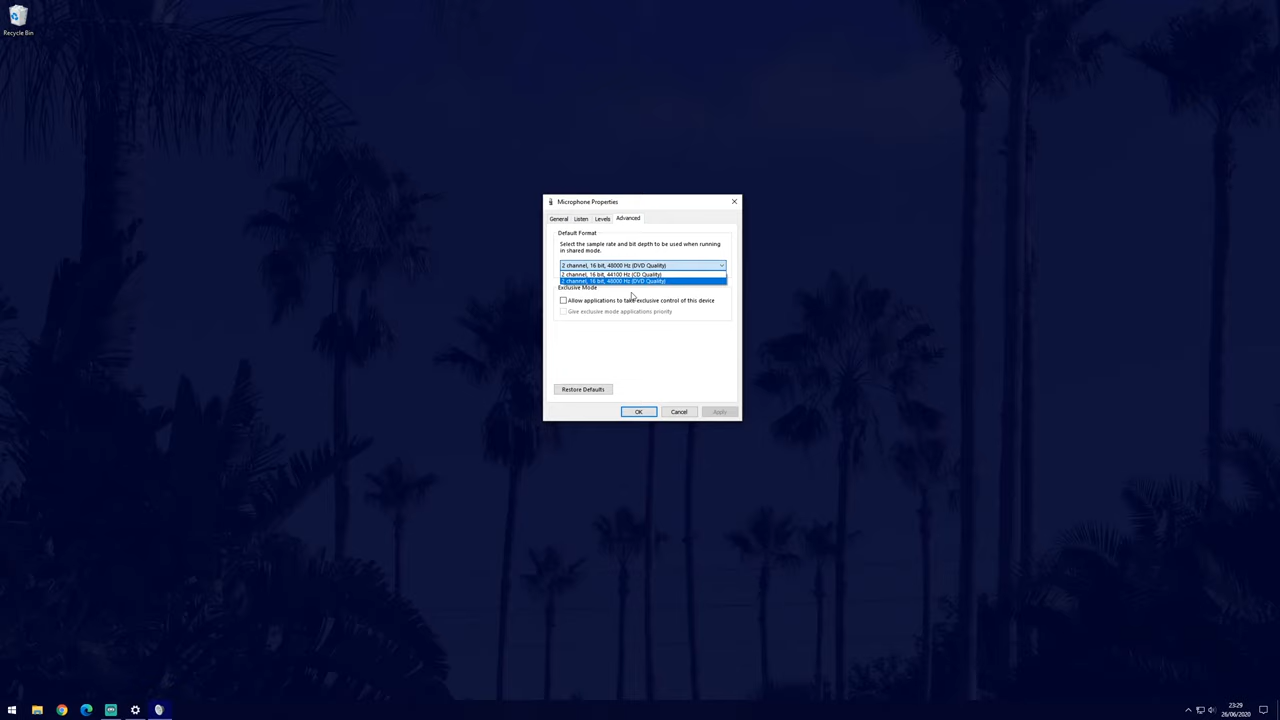 Recycle Bin
Microphone Properties
General Listen Levels Advanced
Default Format
Select the sample rate and bit depth to be used when running
in shared mode.
2 channel, 16 bit, 48000 Hz (DVD Quality)
2 channel, 16 bit, 44100 Hz (CD Quality)
2 channel, 16 bit, 48000 Hz (DVD Quality)
Exclusive Mode
Allow applications to take exclusive control of this device
Give exclusive mode applications priority
Restore Defaults
OK Cancel Apply
23:29
26/06/2020